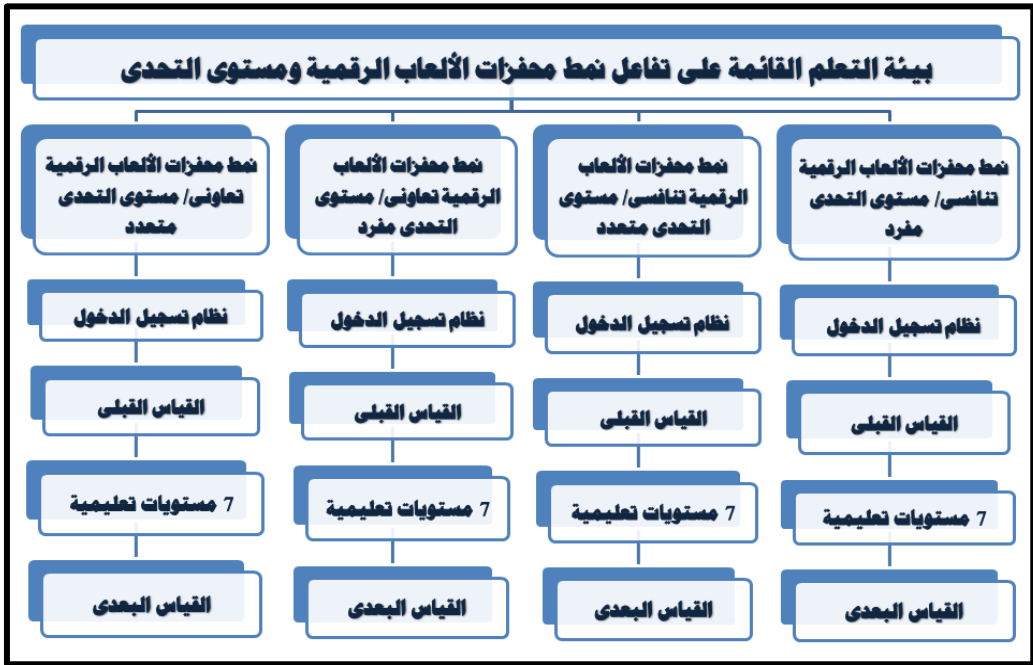 بيئة التعلم القائمة على تفاعل نمط محفزات الألعاب الرقمية ومستوى التحدى
نمط محفزات الألعاب الرقمية
تنافسى/ مستوى التحدى
مفرد
نمط محفزات الألعاب
الرقمية تنافسى/ مستوى
التحدى متعدد
نمط محفزات الألعاب
الرقمية تعاونى/ مستوى
التحدى مفرد
نمط محفزات الألعاب الرقمية
تعاونى/ مستوى التحدى
متعدد
نظام تسجيل الدخول
نظام تسجيل الدخول
نظام تسجيل الدخول
نظام تسجيل الدخول
القياس القبلى
القياس القبلى
القياس القبلى
القياس القبلى
7 مستويات تعليمية
7 مستويات تعليمية
7 مستويات تعليمية
7 مستويات تعليمية
القياس البعدى
القياس البعدى
القياس البعدى
القياس البعدى